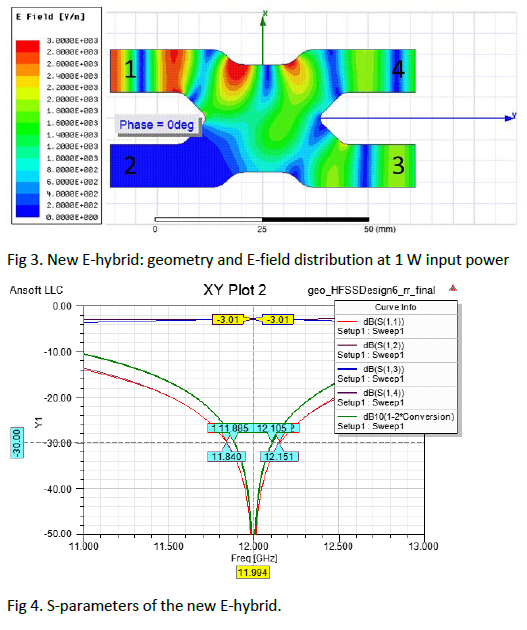 E Field [V/m]
3.0000E+003
2.8000E+003
2.6000E+003
2.4000E+003
2.2000E+003
2.0000E+003
1.8000E+003
1.6000E+003
1.4000E+003
1.2000E+003
1.0000E+003
8.0000E+002
6.0000E+002
4.0000E+002
2.0000E+002
0.0000E+000
x
1
4
Phase = 0deg
y
2
3
0 25 50 (mm)
Fig 3. New E-hybrid: geometry and E-field distribution at 1 W input power
Ansoft LLC XY Plot 2 geo_HFSSDesign6_rr_final
Curve Info
dB(S(1,1))
Setup1 : Sweep1
dB(S(1,2))
Setup1 : Sweep1
dB(S(1,3))
Setup1 : Sweep1
dB(S(1,4))
Setup1 : Sweep1
dB10(1-2*Conversion)
Setup1 : Sweep1
0.00
-10.00
-20.00
-30.00
-40.00
-50.00
Y1
-30.00
-3.01 -3.01
11.885 12.105
11.840 12.151
11.000 11.500 12.000 12.500 13.000
Freq [GHz]
11.994
Fig 4. S-parameters of the new E-hybrid.